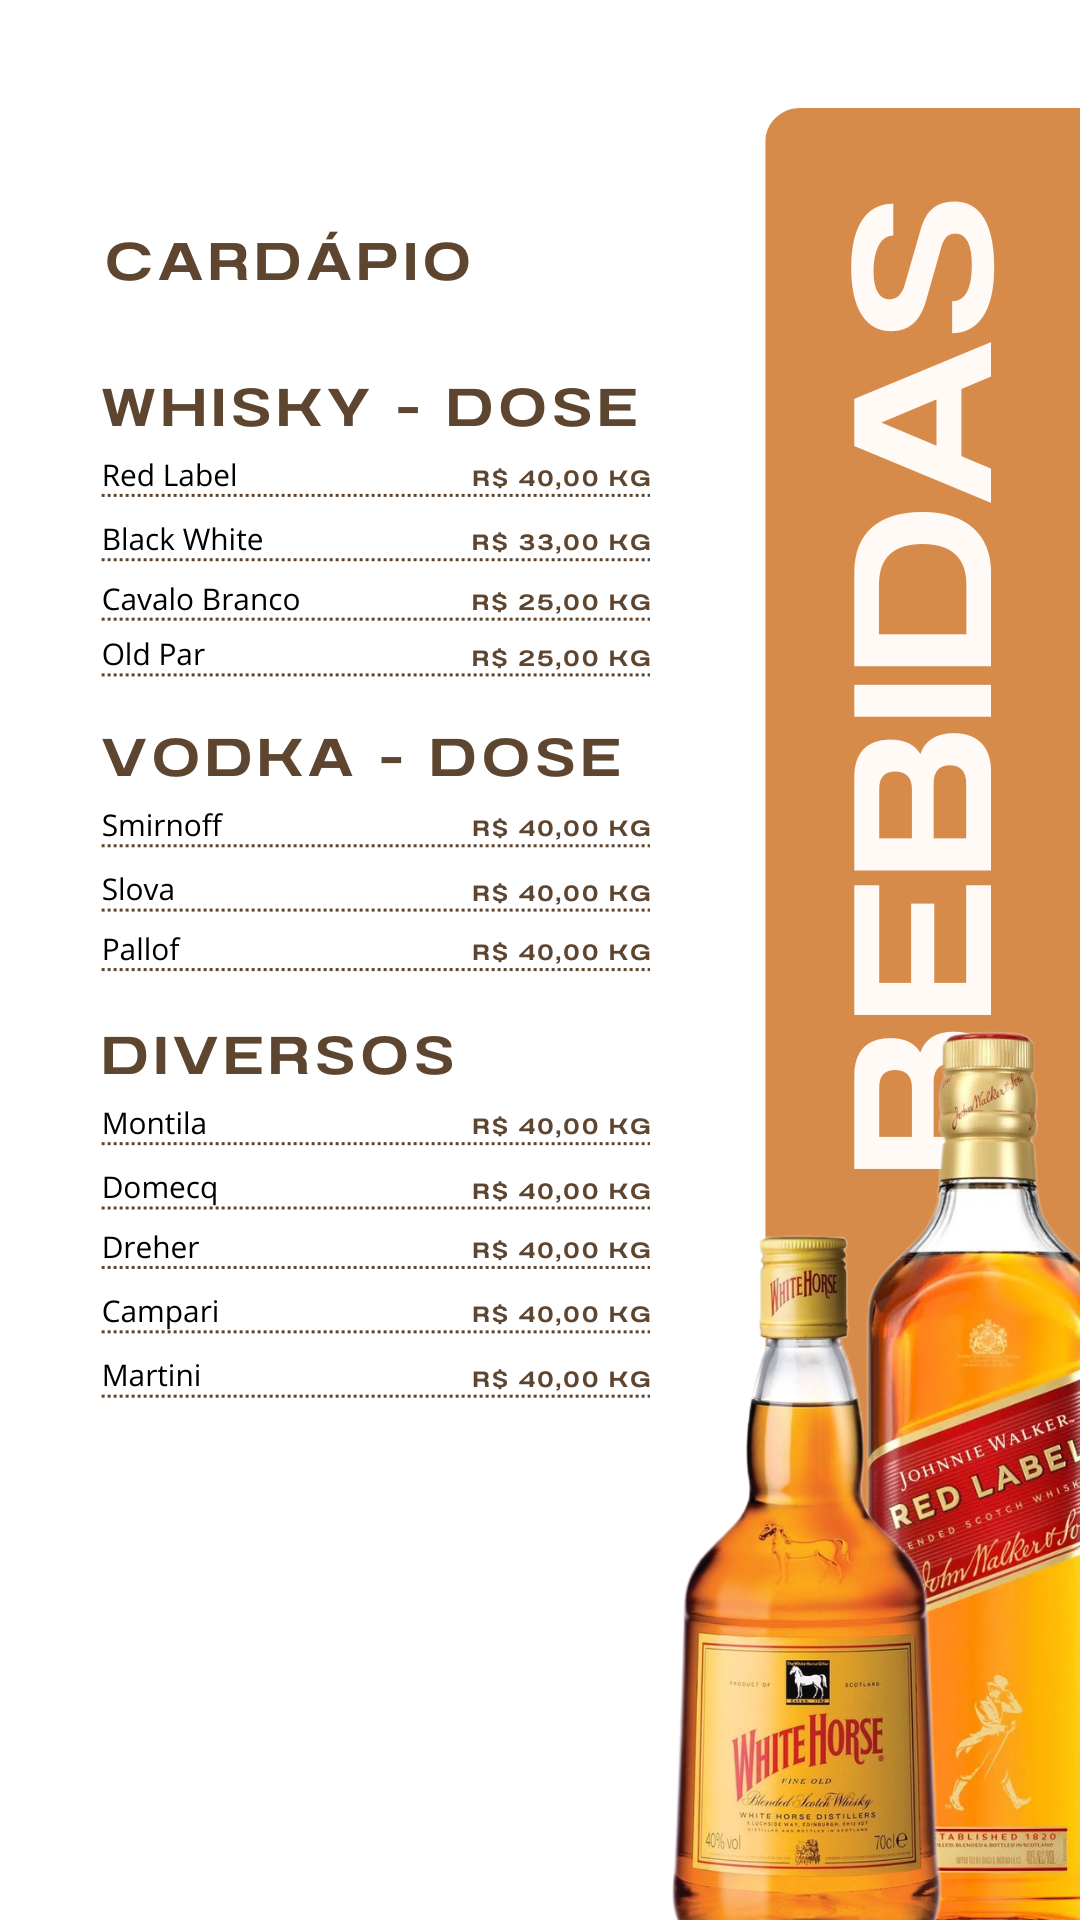 CARDÁPIO
WHISKY - DOSE
Red Label R$ 40,00 KG
Black White R$ 33,00 KG
Cavalo Branco R$ 25,00 KG
Old Par R$ 25,00 KG
VODKA - DOSE
Smirnoff R$ 40,00 KG
Slova R$ 40,00 KG
Pallof R$ 40,00 KG
DIVERSOS
Montila R$ 40,00 KG
Domecq R$ 40,00 KG
Dreher R$ 40,00 KG
Campari R$ 40,00 KG
Martini R$ 40,00 KG
BEBIDAS
WHITE HORSE
PRODUCT OF SCOTLAND
WHITE HORSE
FINE OLD
Blended Scotch Whisky
WHITE HORSE DISTILLERS
40% vol 70cl e
John Walker & Sons
JOHNNIE WALKER
RED LABEL
ENDED SCOTCH WHISK
John Walker & So
TABLISHED 1820